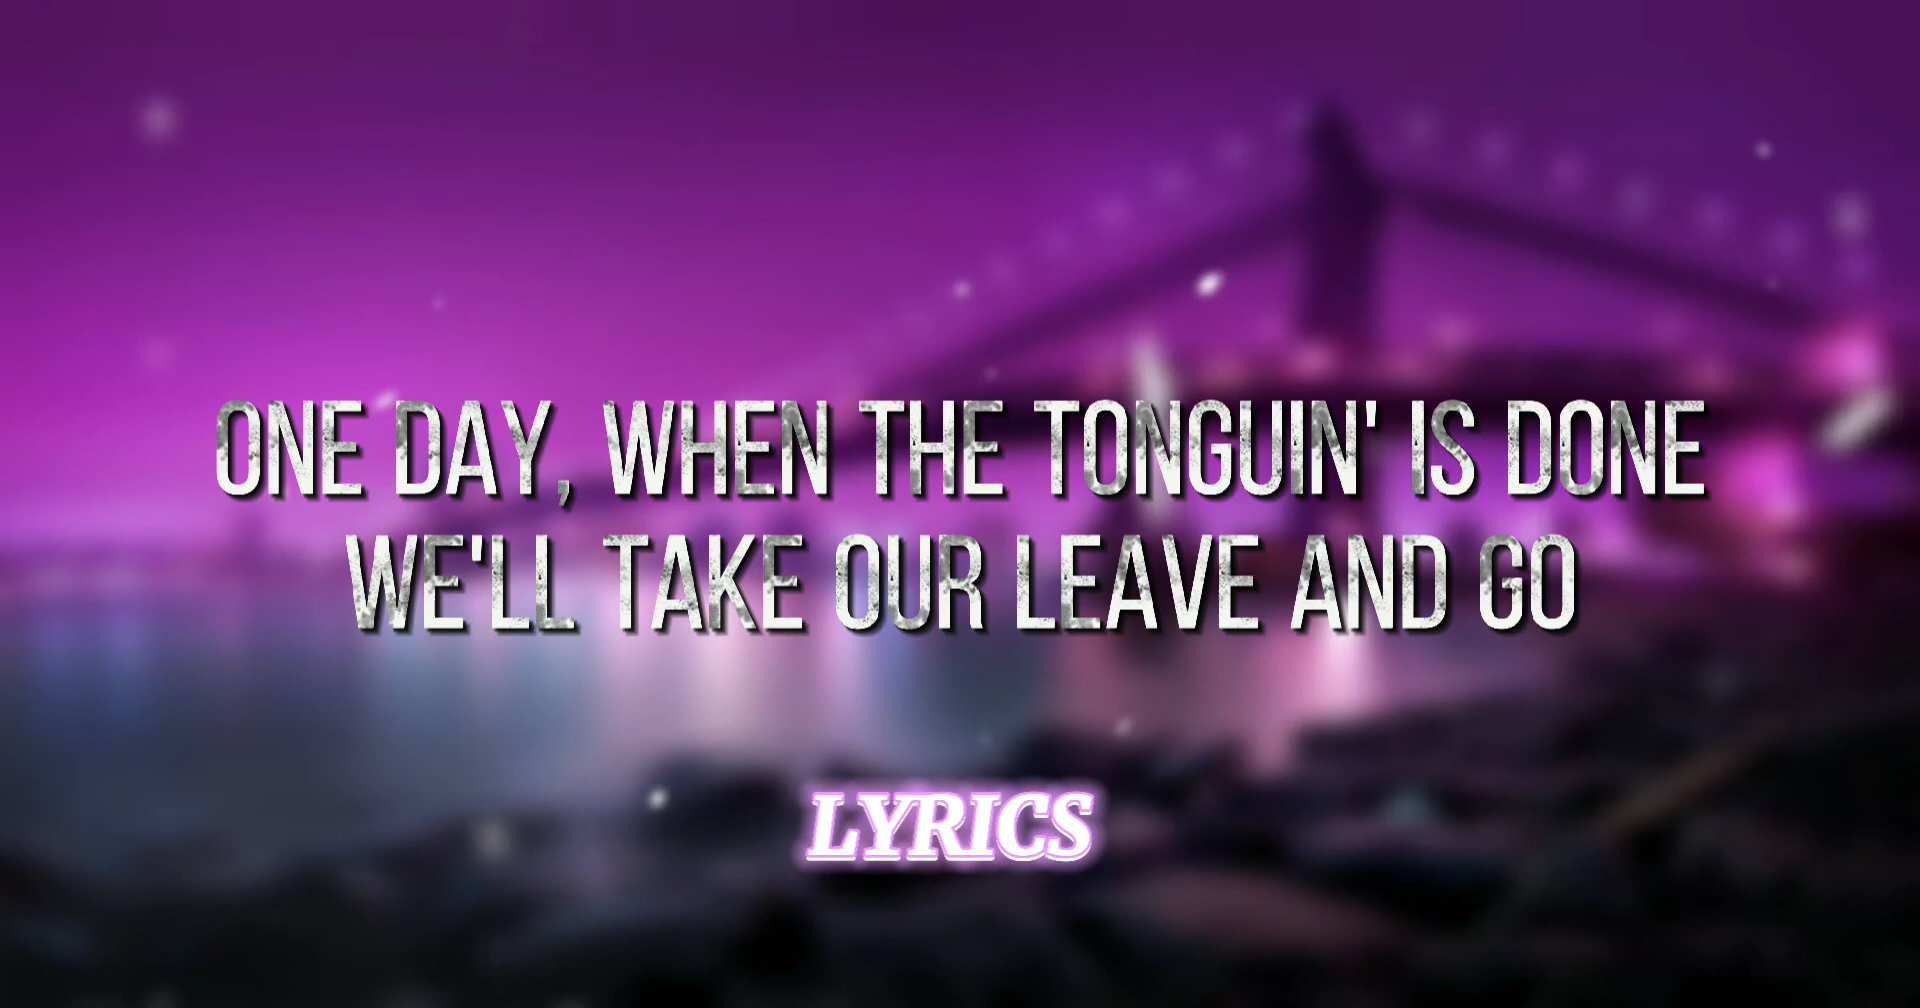 ONE DAY, WHEN THE TONGUIN' IS DONE
WE'LL TAKE OUR LEAVE AND GO
LYRICS